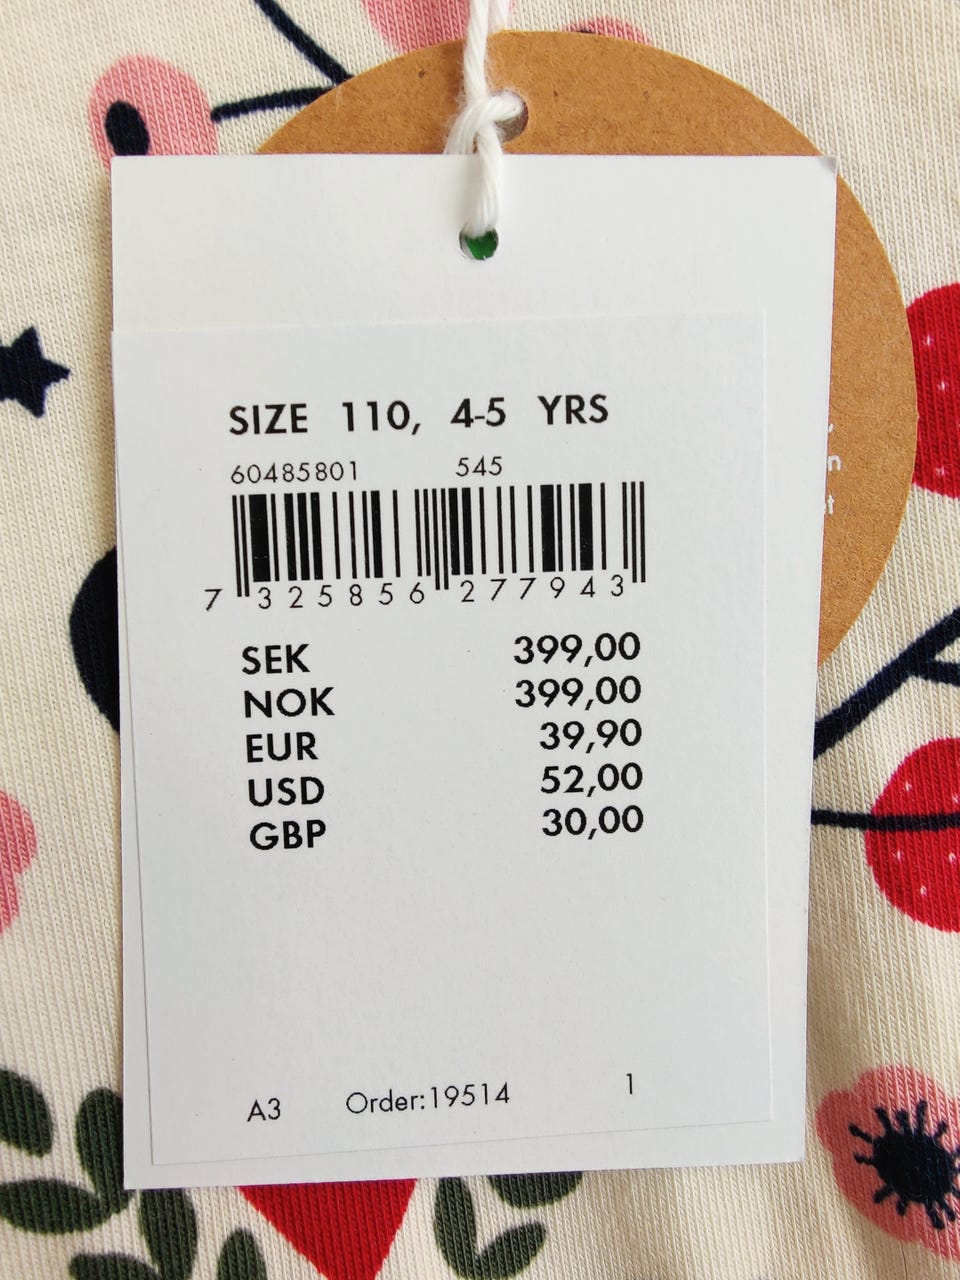 SIZE 110, 4-5 YRS
60485801 545
7 325856 277943
SEK 399,00
NOK 399,00
EUR 39,90
USD 52,00
GBP 30,00
A3 Order:19514 1